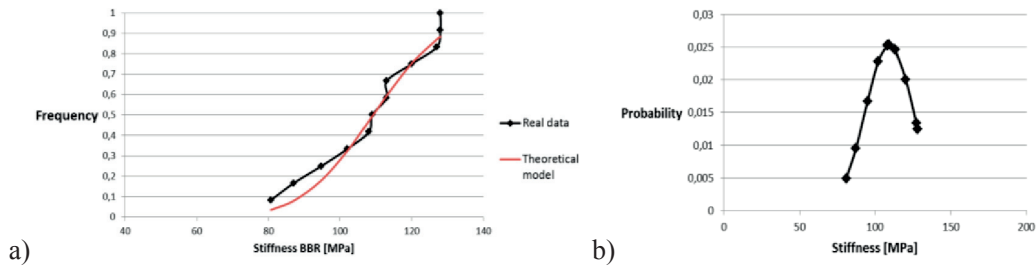 1
0,9
0,8
0,7
0,6
0,5
0,4
0,3
0,2
0,1
0
Frequency
40 60 80 100 120 140
Stiffness BBR [MPa]
Real data
Theoretical
model
a)
0,03
0,025
0,02
0,015
0,01
0,005
0
Probability
0 50 100 150 200
Stiffness [MPa]
b)